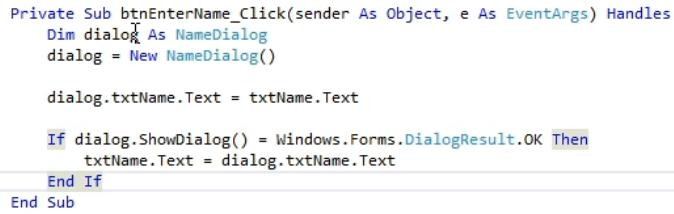 Private Sub btnEnterName_Click(sender As Object, e As EventArgs) Handles
Dim dialog As NameDialog
dialog = New NameDialog()
dialog.txtName.Text = txtName.Text
If dialog.ShowDialog() = Windows.Forms.DialogResult.OK Then
txtName.Text = dialog.txtName.Text
End If
End Sub